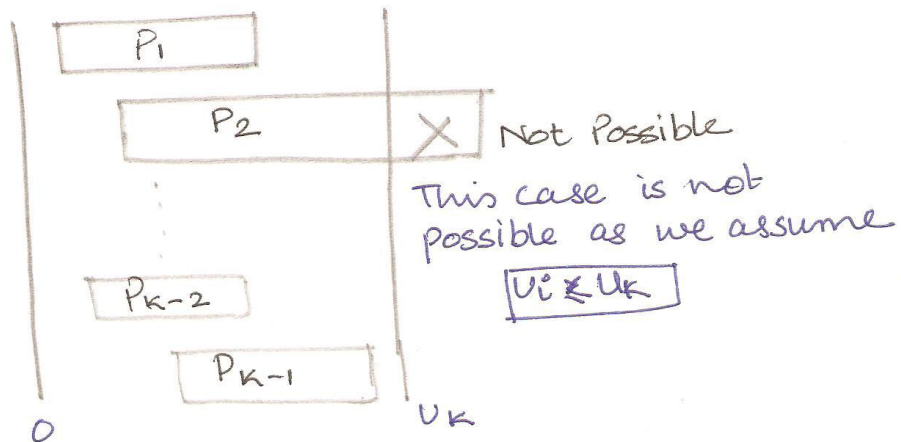 P1
P2
X Not Possible
This case is not
possible as we assume
Ui ≤ UK
PK-2
PK-1
0
UK